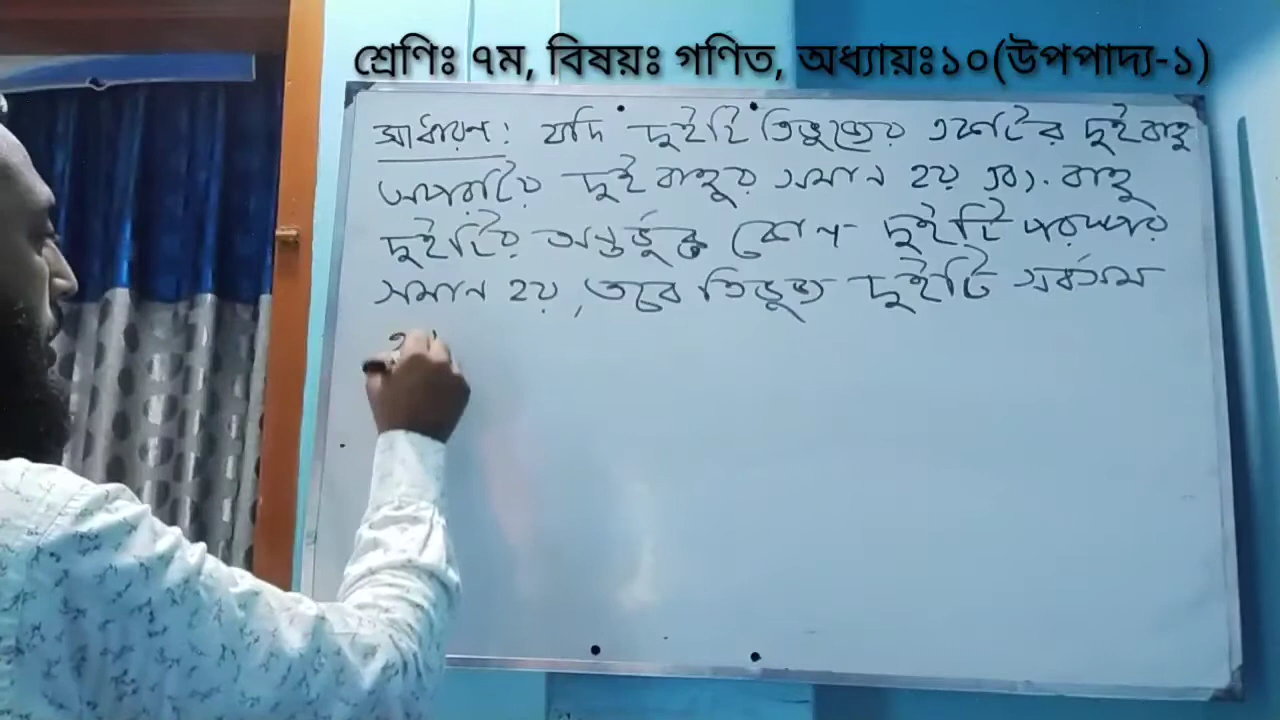 শ্রেণিঃ ৭ম, বিষয়ঃ গণিত, অধ্যায়ঃ১০(উপপাদ্য-১)
সাধারণ: যদি দুইটি ত্রিভুজের একটির দুই বাহু
অপরটির দুই বাহুর সমান হয় এবং বাহু
দুইটির অন্তর্ভুক্ত কোণ দুইটি পরস্পর
সমান হয়, তবে ত্রিভুজ দুইটি সর্বসম